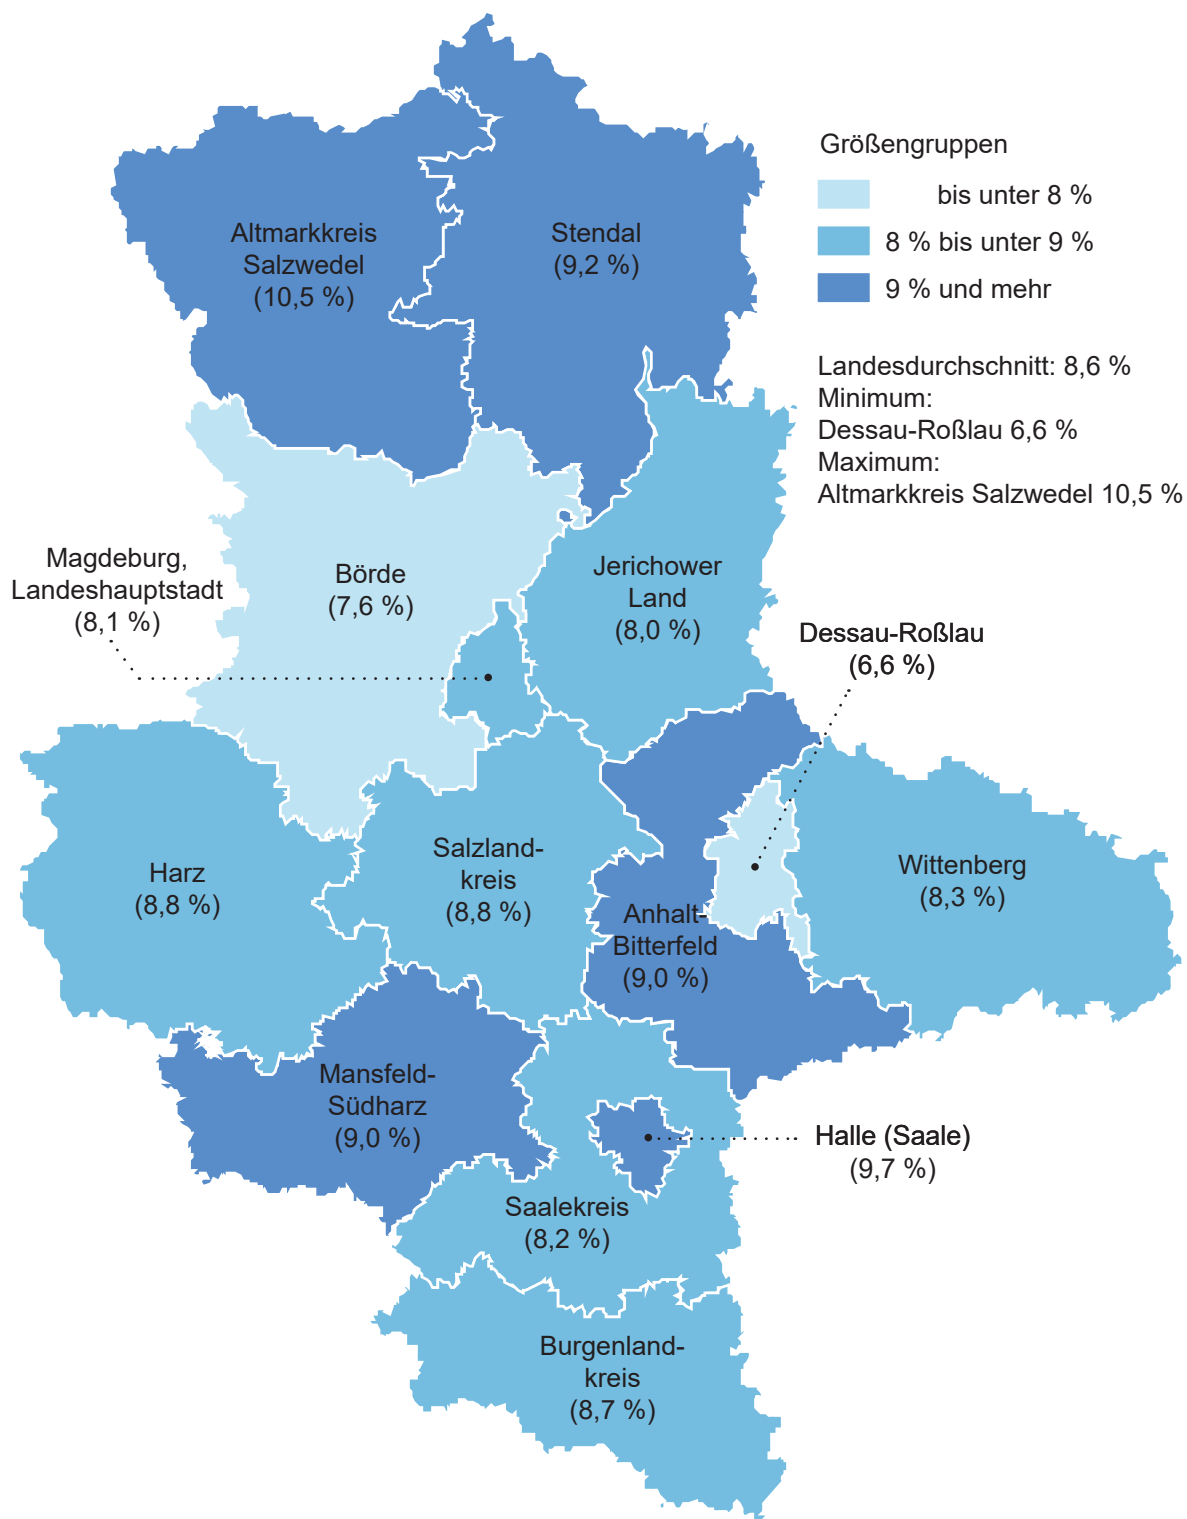 Größengruppen
bis unter 8 %
8 % bis unter 9 %
9 % und mehr
Landesdurchschnitt: 8,6 %
Minimum:
Dessau-Roßlau 6,6 %
Maximum:
Altmarkkreis Salzwedel 10,5 %
Altmarkkreis
Salzwedel
(10,5 %)
Stendal
(9,2 %)
Magdeburg,
Landeshauptstadt
(8,1 %)
Börde
(7,6 %)
Jerichower
Land
(8,0 %)
Dessau-Roßlau
(6,6 %)
Harz
(8,8 %)
Salzland-
kreis
(8,8 %)
Anhalt-
Bitterfeld
(9,0 %)
Wittenberg
(8,3 %)
Mansfeld-
Südharz
(9,0 %)
Halle (Saale)
(9,7 %)
Saalekreis
(8,2 %)
Burgenland-
kreis
(8,7 %)